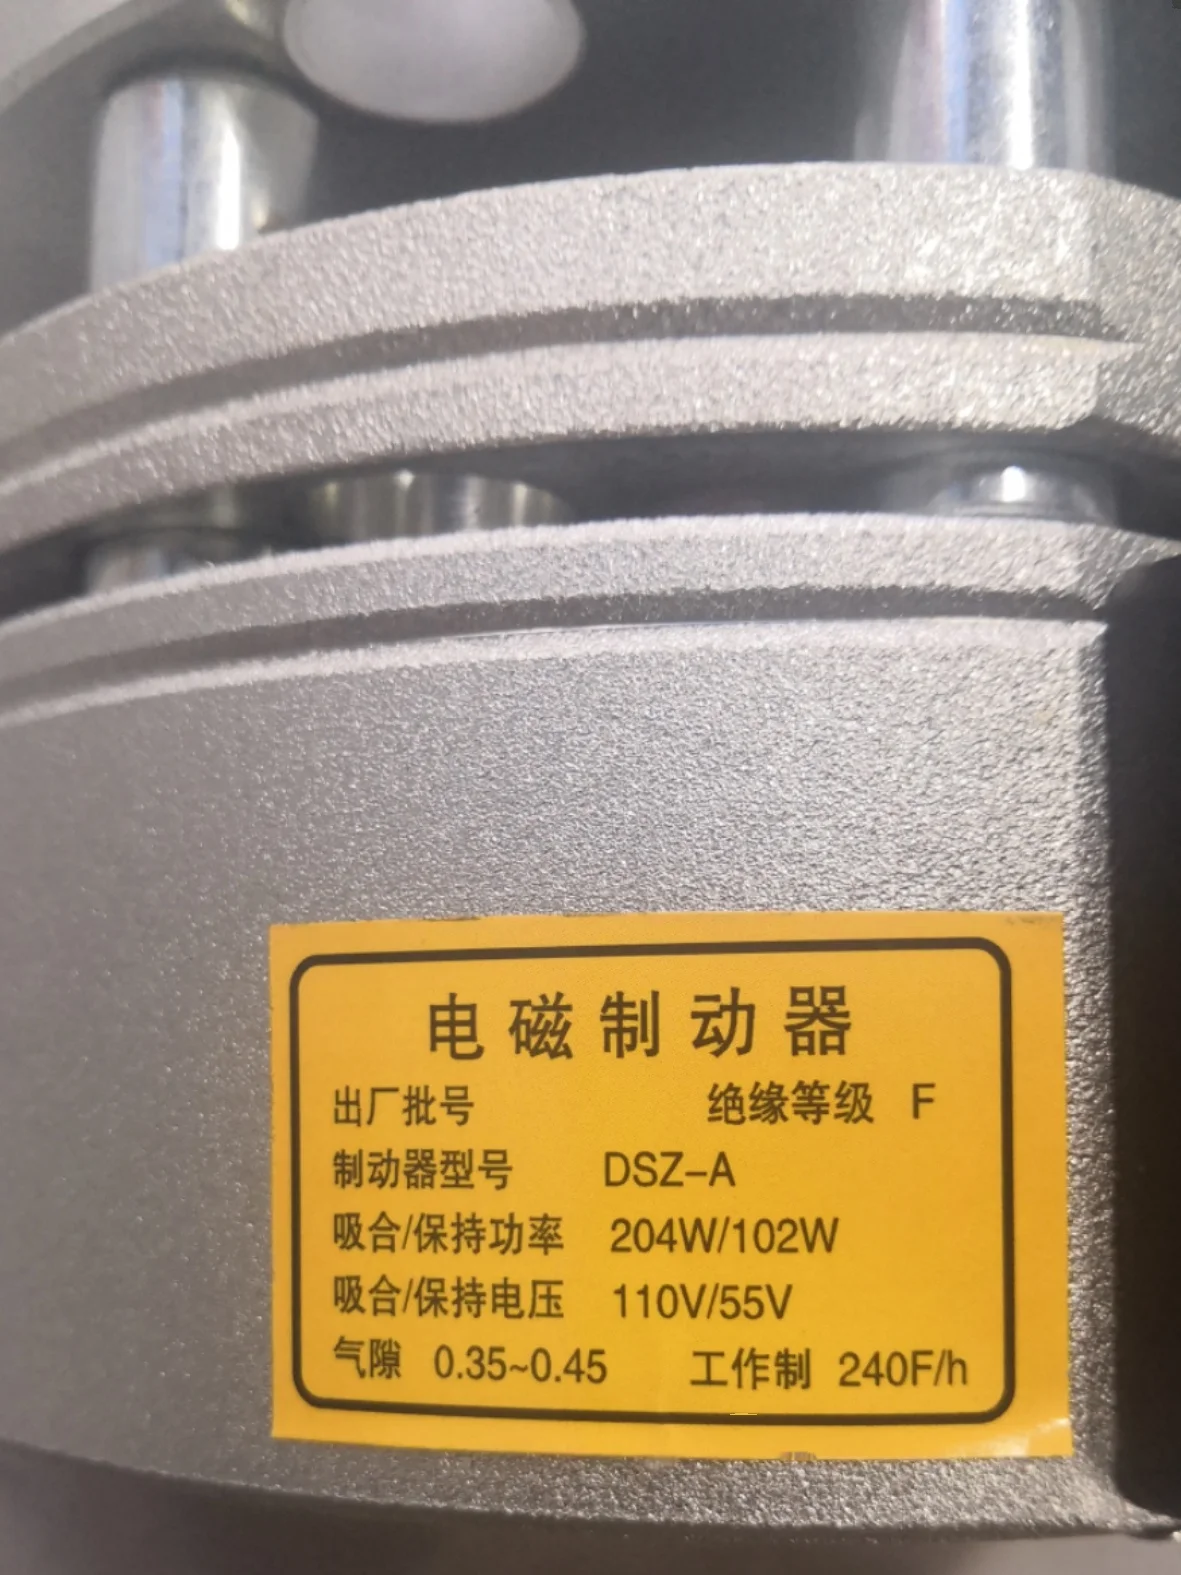 电磁制动器
出厂批号 绝缘等级 F
制动器型号 DSZ-A
吸合/保持功率 204W/102W
吸合/保持电压 110V/55V
气隙 0.35~0.45 工作制 240F/h